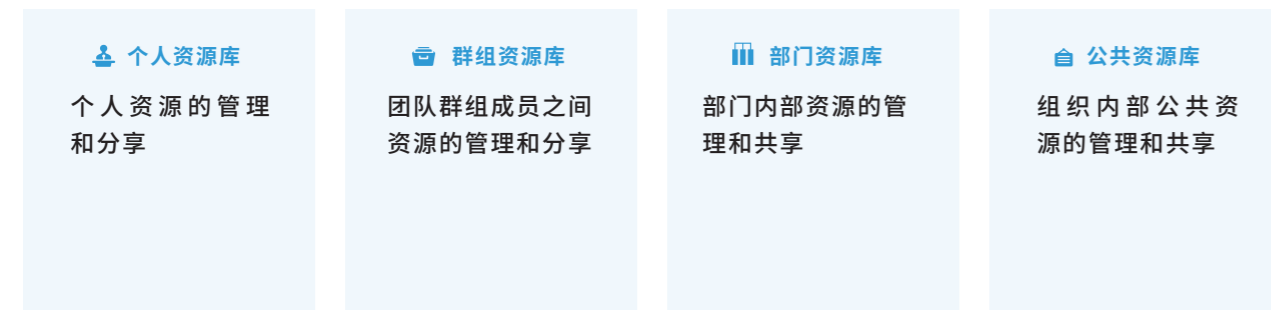 个人资源库
个人资源的管理
和分享
群组资源库
团队群组成员之间
资源的管理和分享
部门资源库
部门内部资源的管
理和共享
公共资源库
组织内部公共资
源的管理和共享